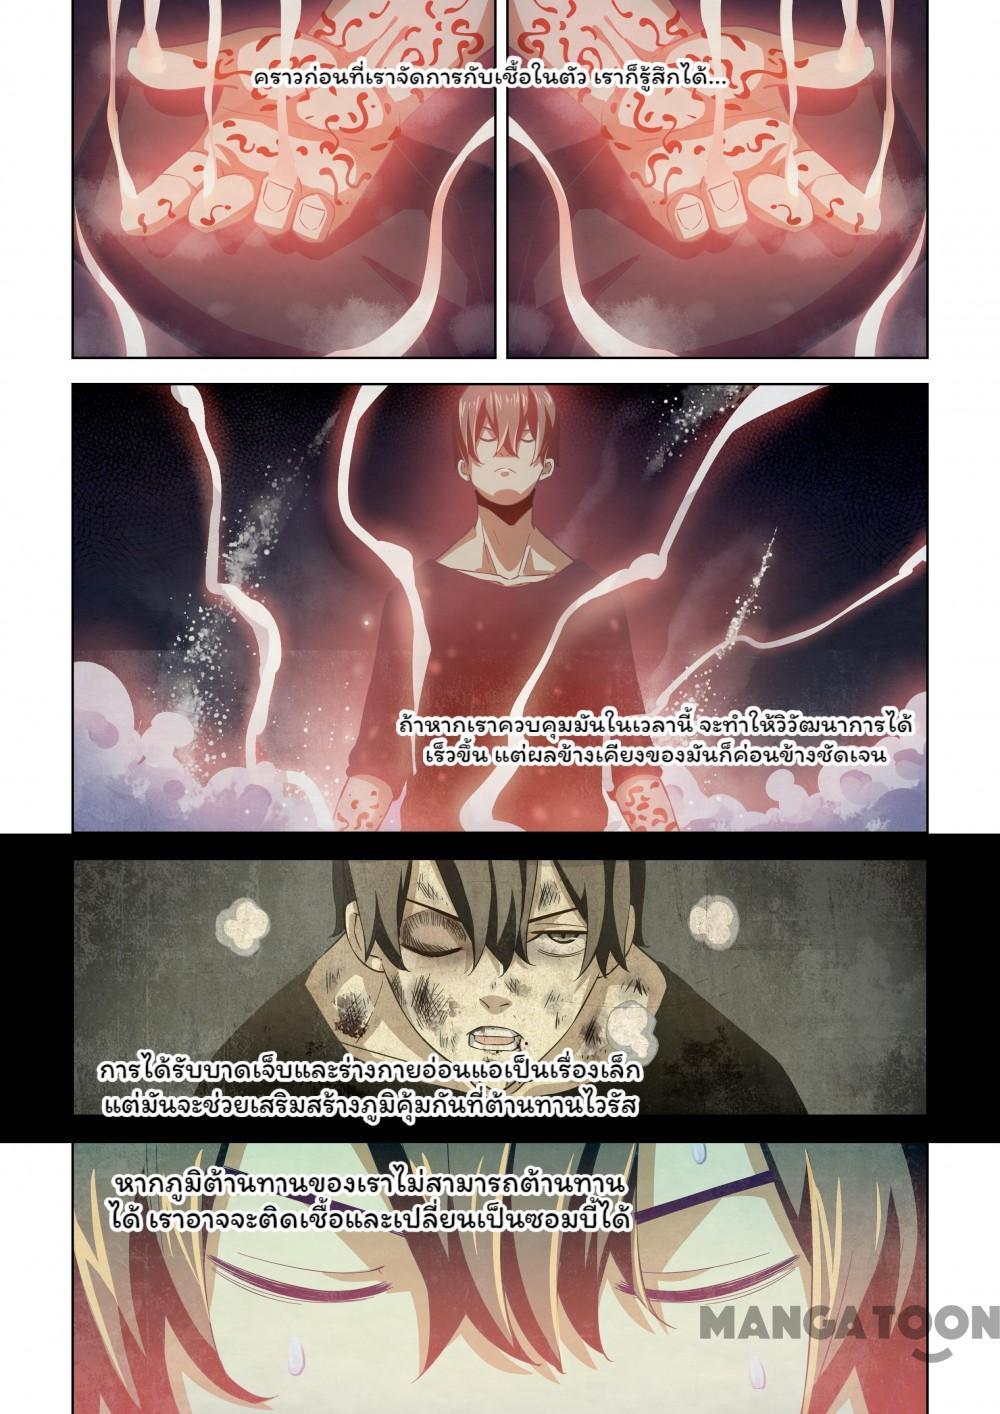 คราวก่อนที่เราจัดการกับเชื้อในตัว เราก็รู้สึกได้...
ถ้าหากเราควบคุมมันในเวลานี้ จะทำให้วิวัฒนาการได้
เร็วขึ้น แต่ผลข้างเคียงของมันก็ค่อนข้างชัดเจน
การได้รับบาดเจ็บและร่างกายอ่อนแอเป็นเรื่องเล็ก
แต่มันจะช่วยเสริมสร้างภูมิคุ้มกันที่ต้านทานไวรัส
หากภูมิต้านทานของเราไม่สามารถต้านทาน
ได้ เราอาจจะติดเชื้อและเปลี่ยนเป็นซอมบี้ได้
MANGATOON